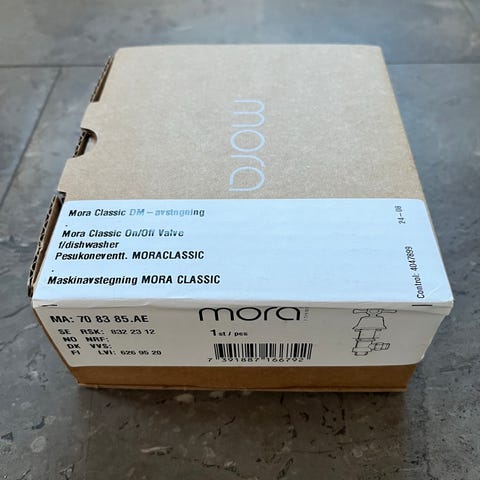 mora
Mora Classic DM-avstngning
.
Mora Classic On/Off Valve
f/dishwasher
Pesukoneventt. MORACLASSIC
.
Maskinavstegning MORA CLASSIC
24-08
Control: 4047899
MA: 70 83 85.AE
SE RSK: 832 23 12
NO NRF:
DK VVS:
FI LVI: 626 95 20
mora
1 st / pcs
7 391887 166792